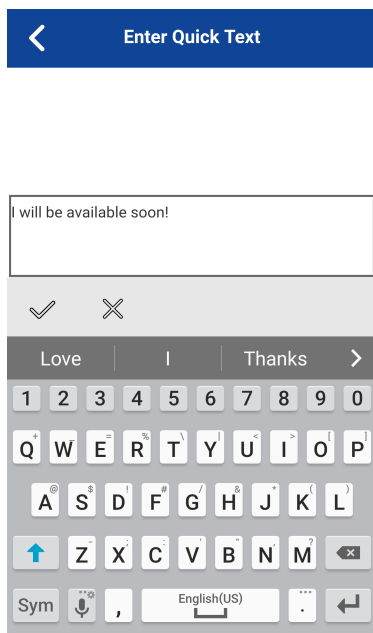 Enter Quick Text
I will be available soon!
Love I Thanks
1 2 3 4 5 6 7 8 9 0
Q+ W_ E= R% T\ Y| U< I> O[ P]
A@ S$ D! F# G/ H& J* K( L)
Z- X; C: V' B" N, M?
Sym , English(US) .